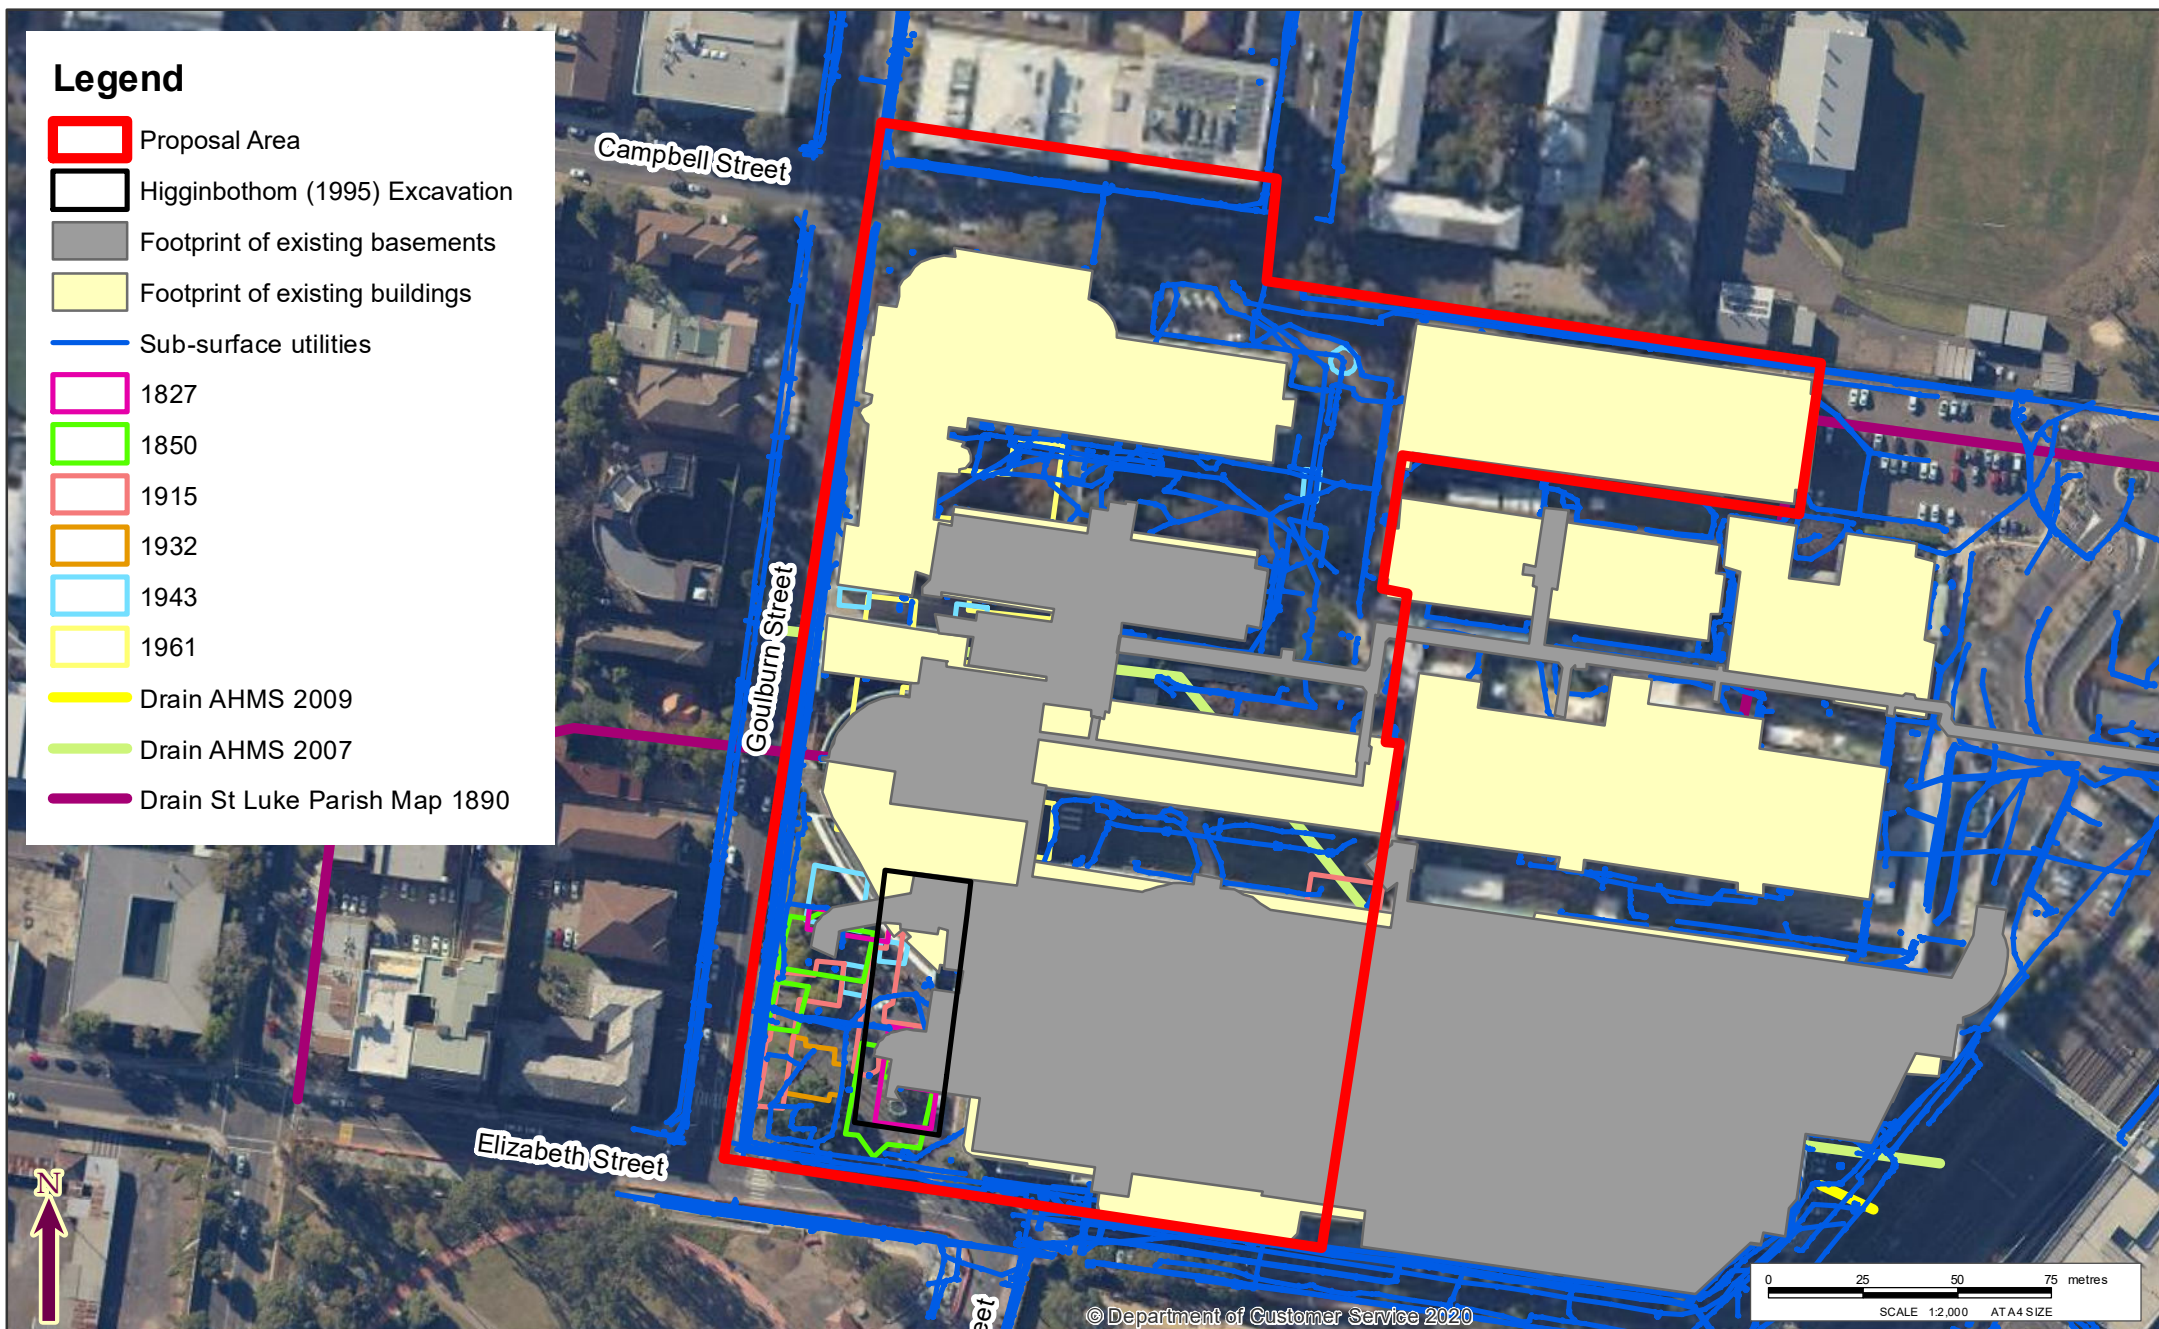 Legend
Proposal Area
Higginbothom (1995) Excavation
Footprint of existing basements
Footprint of existing buildings
Sub-surface utilities
1827
1850
1915
1932
1943
1961
Drain AHMS 2009
Drain AHMS 2007
Drain St Luke Parish Map 1890
Campbell Street
Goulburn Street
Elizabeth Street
eet
N
0 25 50 75 metres
SCALE 1:2,000 AT A4 SIZE
© Department of Customer Service 2020